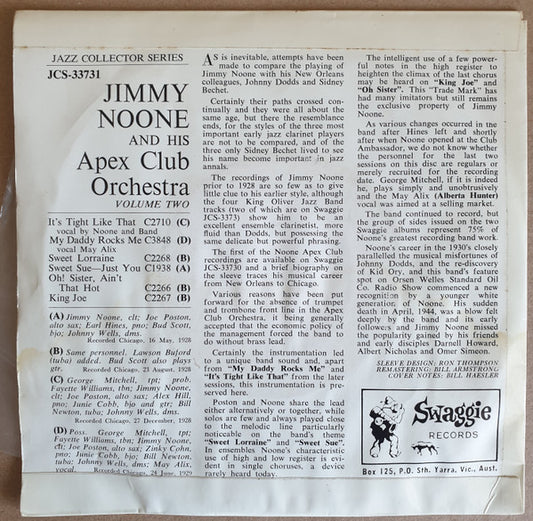 JAZZ COLLECTOR SERIES
JCS-33731
JIMMY
NOONE
AND HIS
Apex Club
Orchestra
VOLUME TWO
It's Tight Like That C2710 (C)
vocal by Noone and Band
My Daddy Rocks Me C3848 (D)
vocal May Alix
Sweet Lorraine C2268 (B)
Sweet Sue—Just You C1938 (A)
Oh! Sister, Ain't
That Hot C2266 (B)
King Joe C2267 (B)
(A) Jimmy Noone, clt; Joe Poston,
alto sax; Earl Hines, pno; Bud Scott,
bjo; Johnny Wells, dms.
Recorded Chicago, 16 May, 1928
(B) Same personnel. Lawson Buford
(tuba) added. Bud Scott also plays
gtr. Recorded Chicago, 23 August, 1928
(C) George Mitchell, tpt; prob.
Fayette Williams, tbn; Jimmy Noone,
clt; Joe Poston, alto sax; Alex Hill,
pno; Junie Cobb, bjo and gtr; Bill
Newton, tuba; Johnny Wells, dms.
Recorded Chicago, 27 December, 1928
(D) Poss. George Mitchell, tpt;
Fayette Williams, tbn; Jimmy Noone,
clt; Joe Poston, alto sax; Zinky Cohn,
pno; Junie Cobb, bjo; Bill Newton,
tuba; Johnny Wells, dms; May Alix,
vocal. Recorded Chicago, 24 June, 1929
AS is inevitable, attempts have been
made to compare the playing of
Jimmy Noone with his New Orleans
colleagues, Johnny Dodds and Sidney
Bechet.
Certainly their paths crossed con-
tinually and they were all about the
same age, but there the resemblance
ends, for the styles of the three most
important early jazz clarinet players
are not to be compared, and of the
three only Sidney Bechet lived to see
his name become important in jazz
annals.
The recordings of Jimmy Noone
prior to 1928 are so few as to give
little clue to his earlier style, although
the four King Oliver Jazz Band
tracks (two of which are on Swaggie
JCS-3373) show him to be an
excellent ensemble clarinetist, more
fluid than Dodds, but possessing the
same delicate but powerful phrasing.
The first of the Noone Apex Club
recordings are available on Swaggie
JCS-33730 and a brief biography on
the sleeve traces his musical career
from New Orleans to Chicago.
Various reasons have been put
forward for the absence of trumpet
and trombone front line in the Apex
Club Orchestra, it being generally
accepted that the economic policy of
the management forced the band to
do without brass lead.
Certainly the instrumentation led
to a unique band sound and, apart
from "My Daddy Rocks Me" and
"It's Tight Like That" from the later
sessions, this instrumentation is pre-
served here.
Poston and Noone share the lead
either alternatively or together, while
solos are few and always played close
to the melodic line particularly
noticeable on the band's theme
"Sweet Lorraine" and "Sweet Sue".
In ensembles Noone's characteristic
use of high and low register is evi-
dent in single choruses, a device
rarely heard today.
The intelligent use of a few power-
ful notes in the high register to
heighten the climax of the last chorus
may be heard on "King Joe" and
"Oh Sister". This "Trade Mark" has
had many imitators but still remains
the exclusive property of Jimmy
Noone.
As various changes occurred in the
band after Hines left and shortly
after when Noone opened at the Club
Ambassador, we do not know whether
the personnel for the last two
sessions on this disc are regulars or
merely recruited for the recording
date. George Mitchell, if it is indeed
he, plays simply and unobtrusively
and the May Alix (Alberta Hunter)
vocal was aimed at a selling market.
The band continued to record, but
the group of sides issued on the two
Swaggie albums represent 75% of
Noone's greatest recording band work.
Noone's career in the 1930's closely
parallelled the musical misfortunes of
Johnny Dodds, and the re-discovery
of Kid Ory, and this band's feature
spot on Orsen Welles Standard Oil
Co. Radio Show commenced a new
recognition by a younger white
generation of Noone. His sudden
death in April, 1944, was a blow felt
deeply by the band and its early
followers and Jimmy Noone missed
the popularity gained by his friends
and early disciples Darnell Howard,
Albert Nicholas and Omer Simeon.
SLEEVE DESIGN: RON THOMPSON
REMASTERING: BILL ARMSTRONG
COVER NOTES: BILL HAESLER
Swaggie
RECORDS
Box 125, P.O. Sth. Yarra, Vic., Aust.